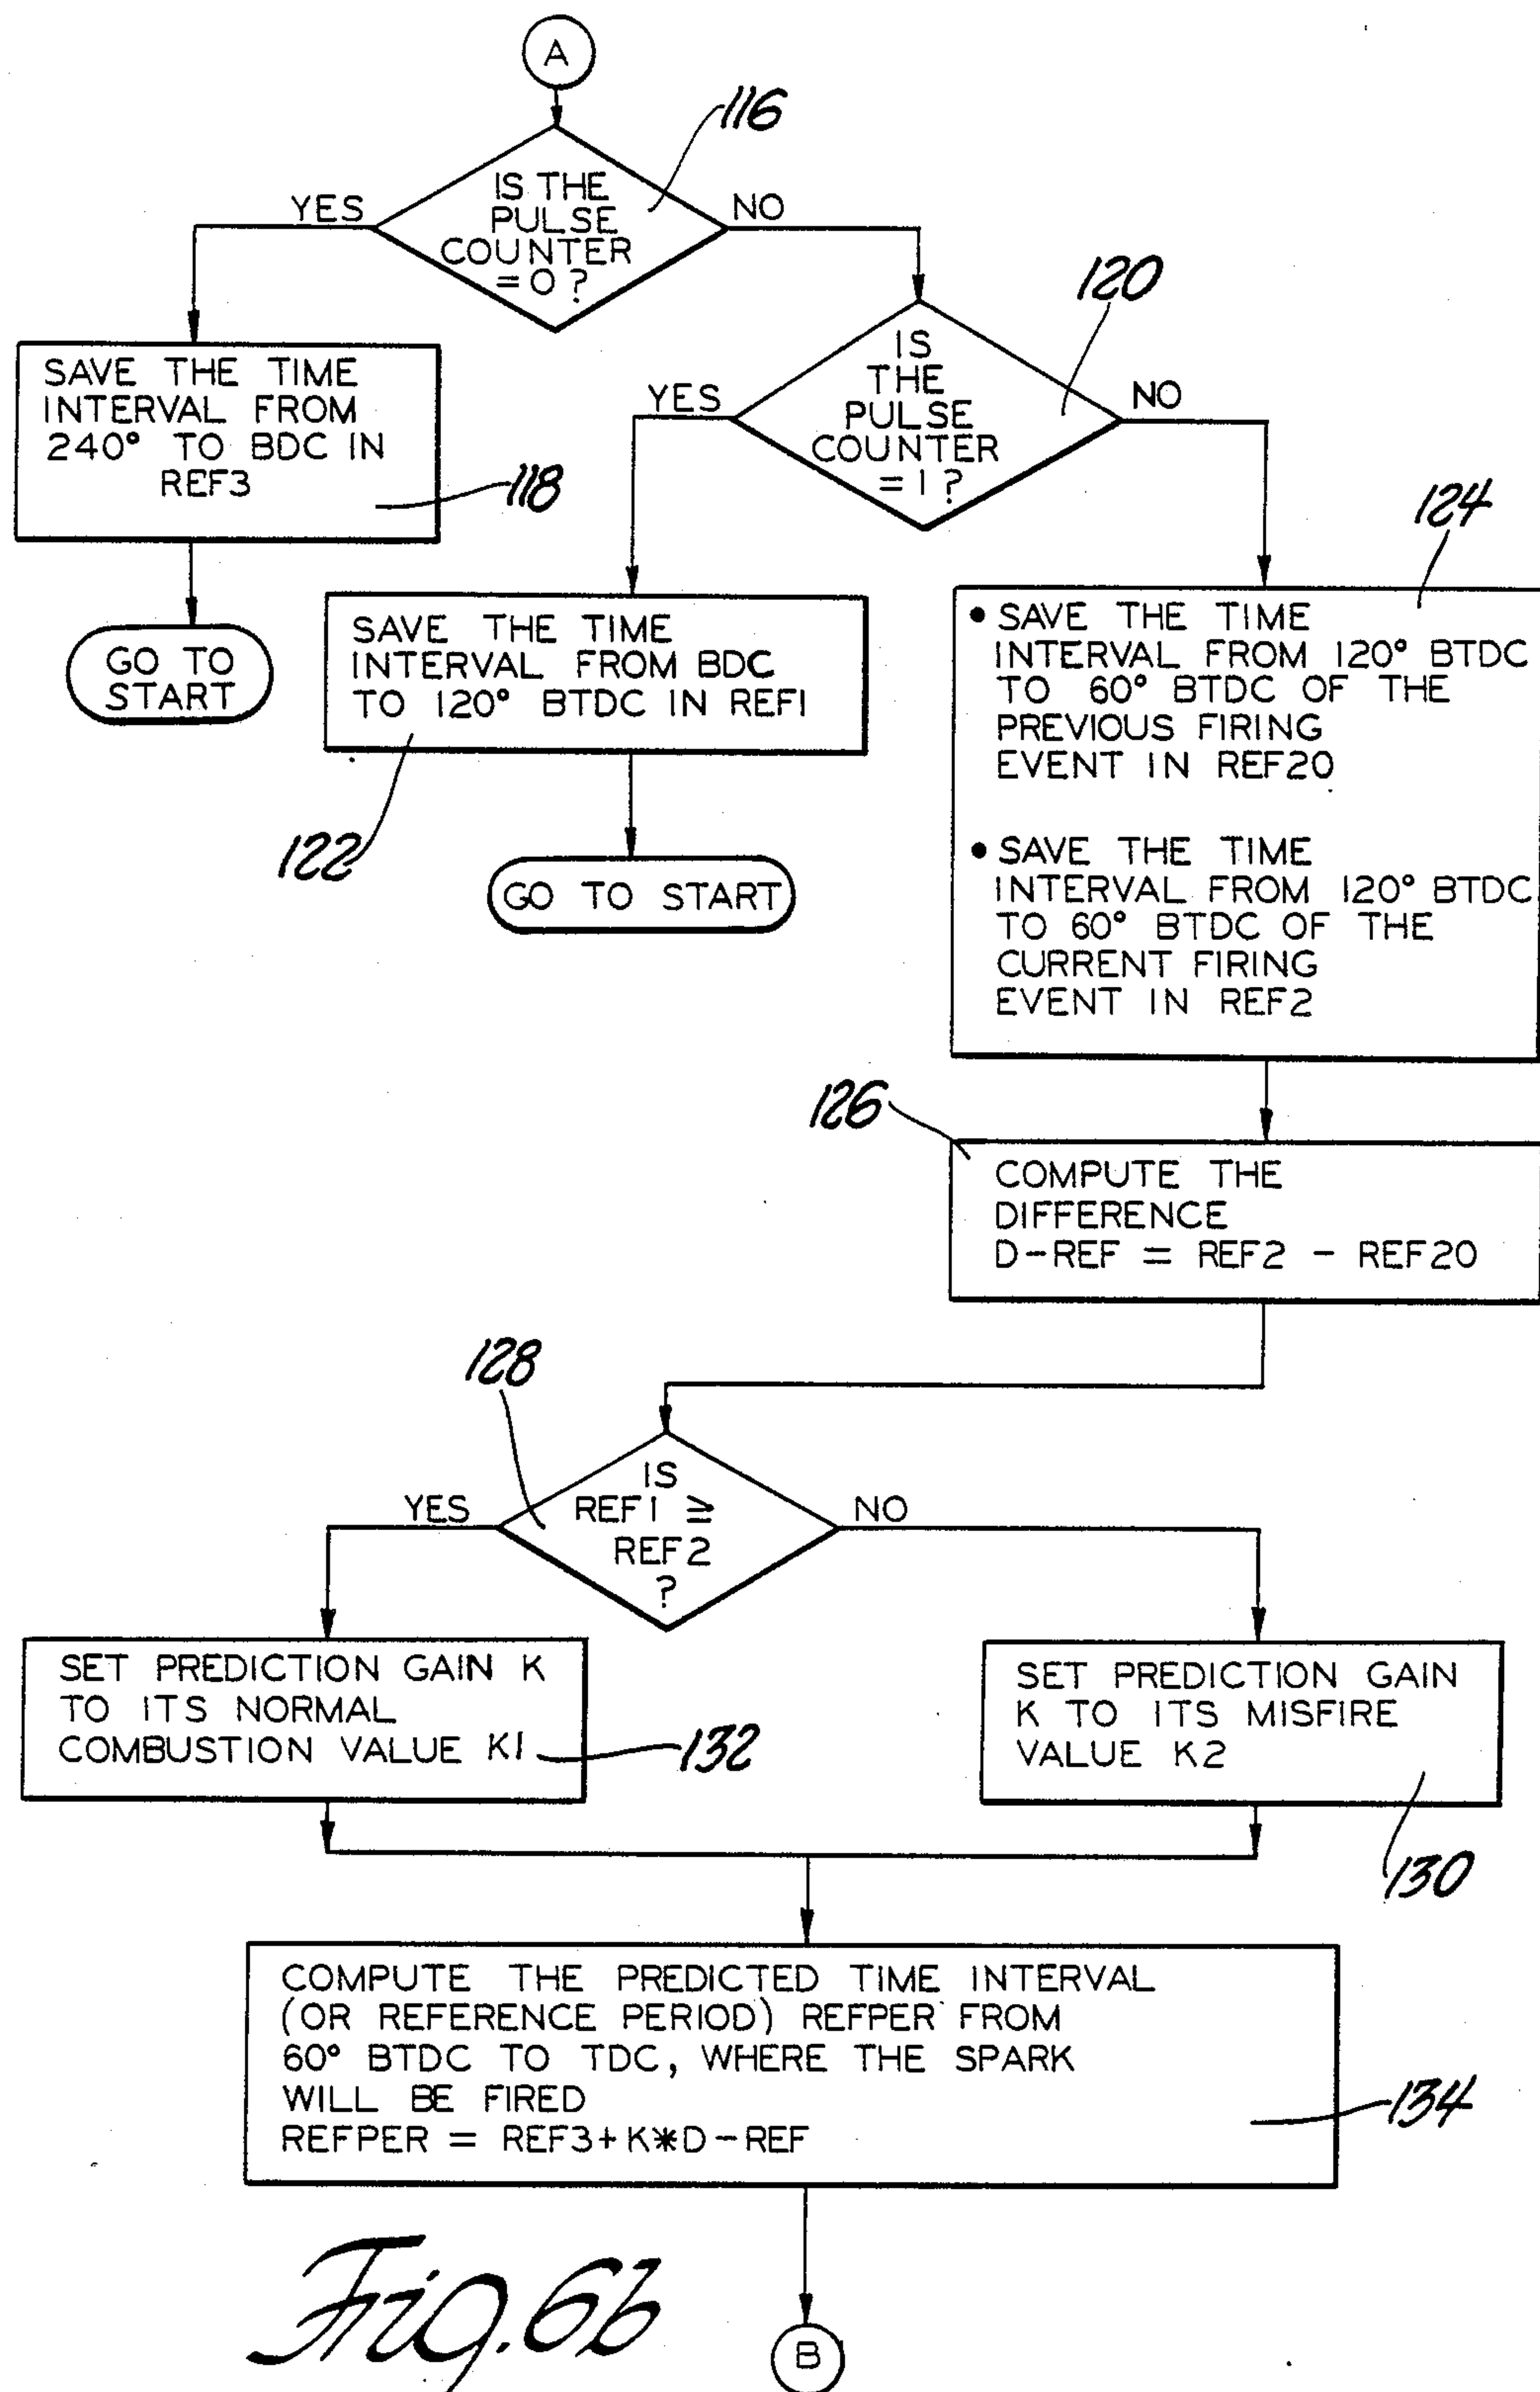 A
116
IS THE
PULSE
COUNTER
= 0 ?
YES
NO
120
IS
THE
PULSE
COUNTER
= 1 ?
YES
NO
SAVE THE TIME
INTERVAL FROM
240° TO BDC IN
REF3
118
GO TO
START
SAVE THE TIME
INTERVAL FROM BDC
TO 120° BTDC IN REF1
122
GO TO START
124
• SAVE THE TIME
INTERVAL FROM 120° BTDC
TO 60° BTDC OF THE
PREVIOUS FIRING
EVENT IN REF20
• SAVE THE TIME
INTERVAL FROM 120° BTDC
TO 60° BTDC OF THE
CURRENT FIRING
EVENT IN REF2
126
COMPUTE THE
DIFFERENCE
D-REF = REF2 - REF20
128
IS
REF1 ≧
REF2
?
YES
NO
SET PREDICTION GAIN K
TO ITS NORMAL
COMBUSTION VALUE K1
132
SET PREDICTION GAIN
K TO ITS MISFIRE
VALUE K2
130
COMPUTE THE PREDICTED TIME INTERVAL
(OR REFERENCE PERIOD) REFPER FROM
60° BTDC TO TDC, WHERE THE SPARK
WILL BE FIRED
REFPER = REF3+K*D-REF
134
Fig. 6b
B